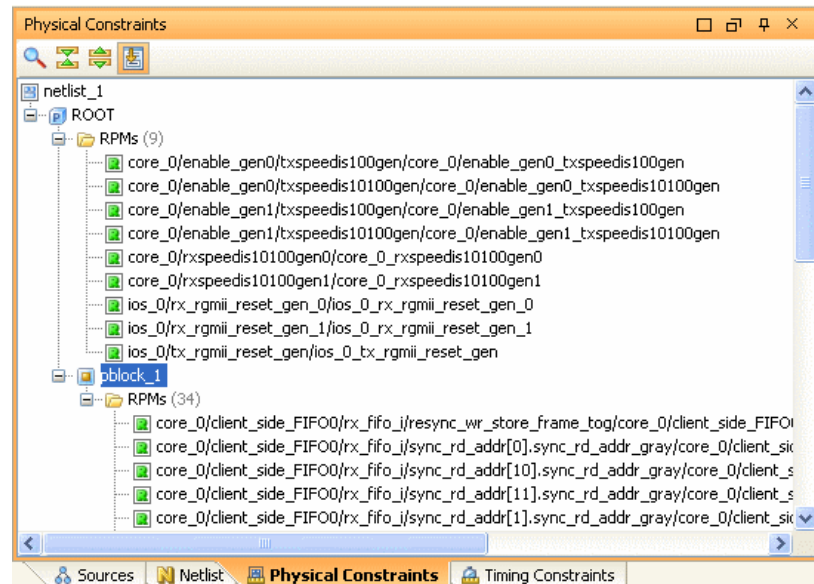 Physical Constraints
netlist_1
ROOT
RPMs (9)
core_0/enable_gen0/txspeedis100gen/core_0/enable_gen0_txspeedis100gen
core_0/enable_gen0/txspeedis10100gen/core_0/enable_gen0_txspeedis10100gen
core_0/enable_gen1/txspeedis100gen/core_0/enable_gen1_txspeedis100gen
core_0/enable_gen1/txspeedis10100gen/core_0/enable_gen1_txspeedis10100gen
core_0/rxspeedis10100gen0/core_0_rxspeedis10100gen0
core_0/rxspeedis10100gen1/core_0_rxspeedis10100gen1
ios_0/rx_rgmii_reset_gen_0/ios_0_rx_rgmii_reset_gen_0
ios_0/rx_rgmii_reset_gen_1/ios_0_rx_rgmii_reset_gen_1
ios_0/tx_rgmii_reset_gen/ios_0_tx_rgmii_reset_gen
pblock_1
RPMs (34)
core_0/client_side_FIFO0/rx_fifo_i/resync_wr_store_frame_tog/core_0/client_side_FIFO
core_0/client_side_FIFO0/rx_fifo_i/sync_rd_addr[0].sync_rd_addr_gray/core_0/client_sid
core_0/client_side_FIFO0/rx_fifo_i/sync_rd_addr[10].sync_rd_addr_gray/core_0/client_s
core_0/client_side_FIFO0/rx_fifo_i/sync_rd_addr[11].sync_rd_addr_gray/core_0/client_s
core_0/client_side_FIFO0/rx_fifo_i/sync_rd_addr[1].sync_rd_addr_gray/core_0/client_sid
Sources Netlist Physical Constraints Timing Constraints